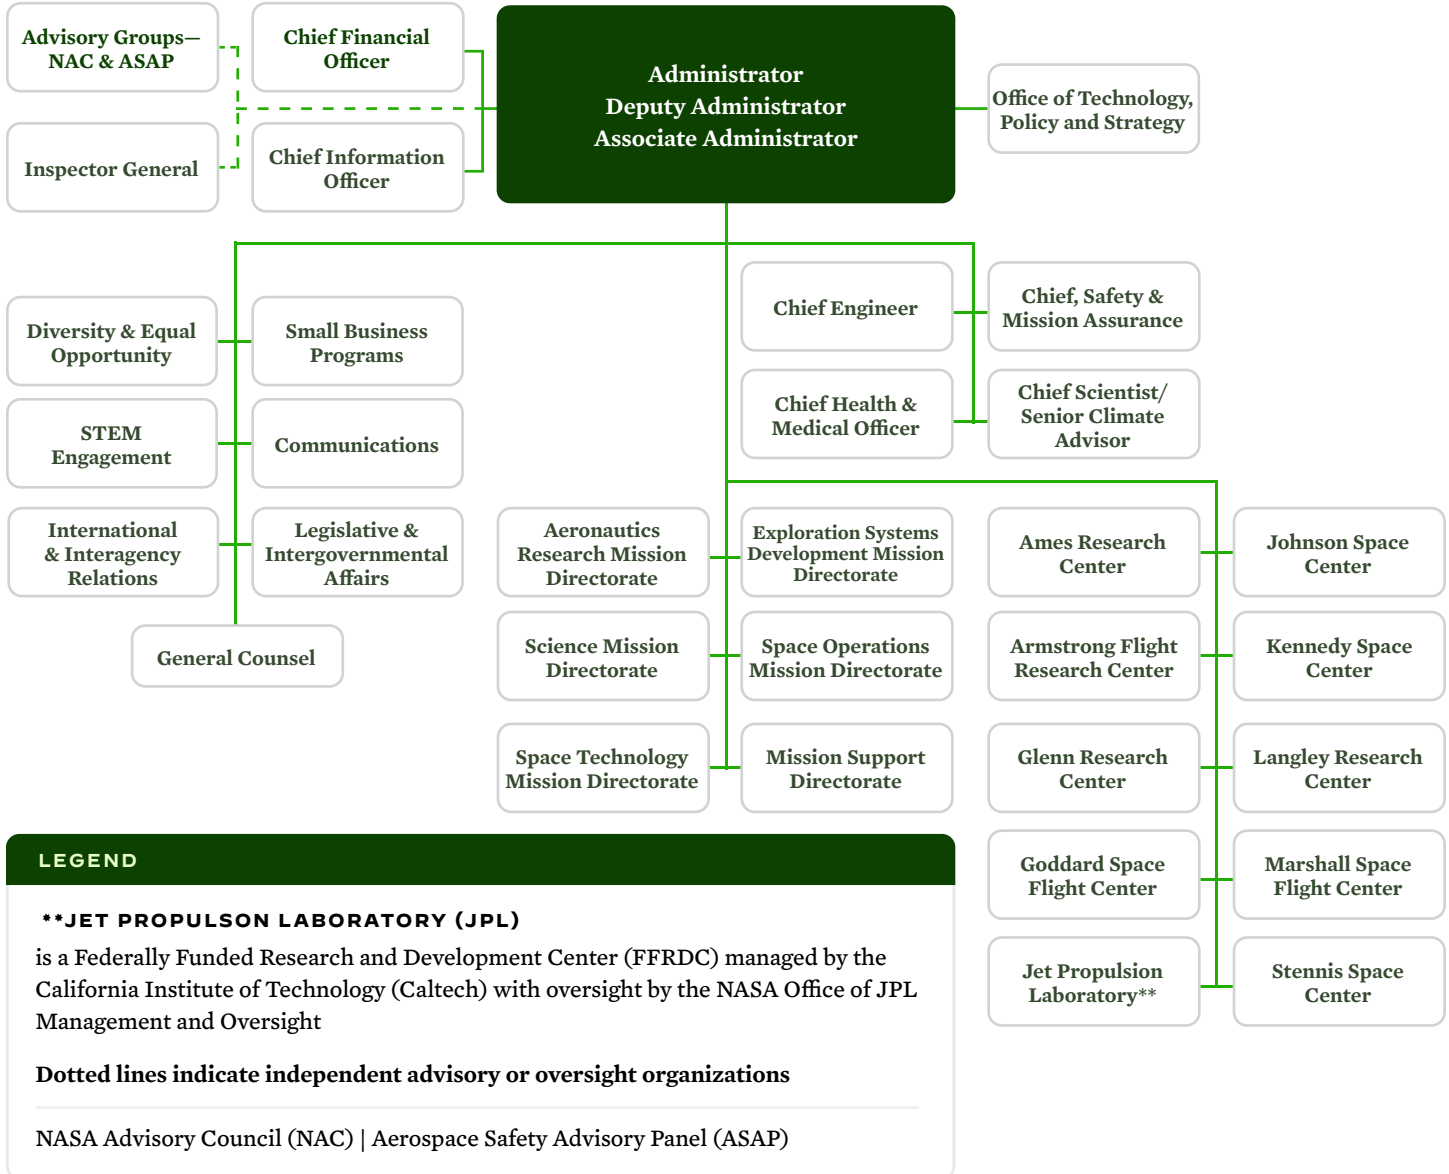 Advisory Groups—
NAC & ASAP
Chief Financial
Officer
Administrator
Deputy Administrator
Associate Administrator
Office of Technology,
Policy and Strategy
Inspector General
Chief Information
Officer
Diversity & Equal
Opportunity
Small Business
Programs
STEM
Engagement
Communications
International
& Interagency
Relations
Legislative &
Intergovernmental
Affairs
General Counsel
Chief Engineer
Chief, Safety &
Mission Assurance
Chief Health &
Medical Officer
Chief Scientist/
Senior Climate
Advisor
Aeronautics
Research Mission
Directorate
Exploration Systems
Development Mission
Directorate
Science Mission
Directorate
Space Operations
Mission Directorate
Space Technology
Mission Directorate
Mission Support
Directorate
Ames Research
Center
Johnson Space
Center
Armstrong Flight
Research Center
Kennedy Space
Center
Glenn Research
Center
Langley Research
Center
Goddard Space
Flight Center
Marshall Space
Flight Center
Jet Propulsion
Laboratory**
Stennis Space
Center
LEGEND
**JET PROPULSON LABORATORY (JPL)
is a Federally Funded Research and Development Center (FFRDC) managed by the
California Institute of Technology (Caltech) with oversight by the NASA Office of JPL
Management and Oversight
Dotted lines indicate independent advisory or oversight organizations
NASA Advisory Council (NAC) | Aerospace Safety Advisory Panel (ASAP)